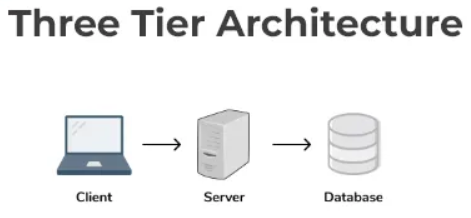 Three Tier Architecture
Client
Server
Database